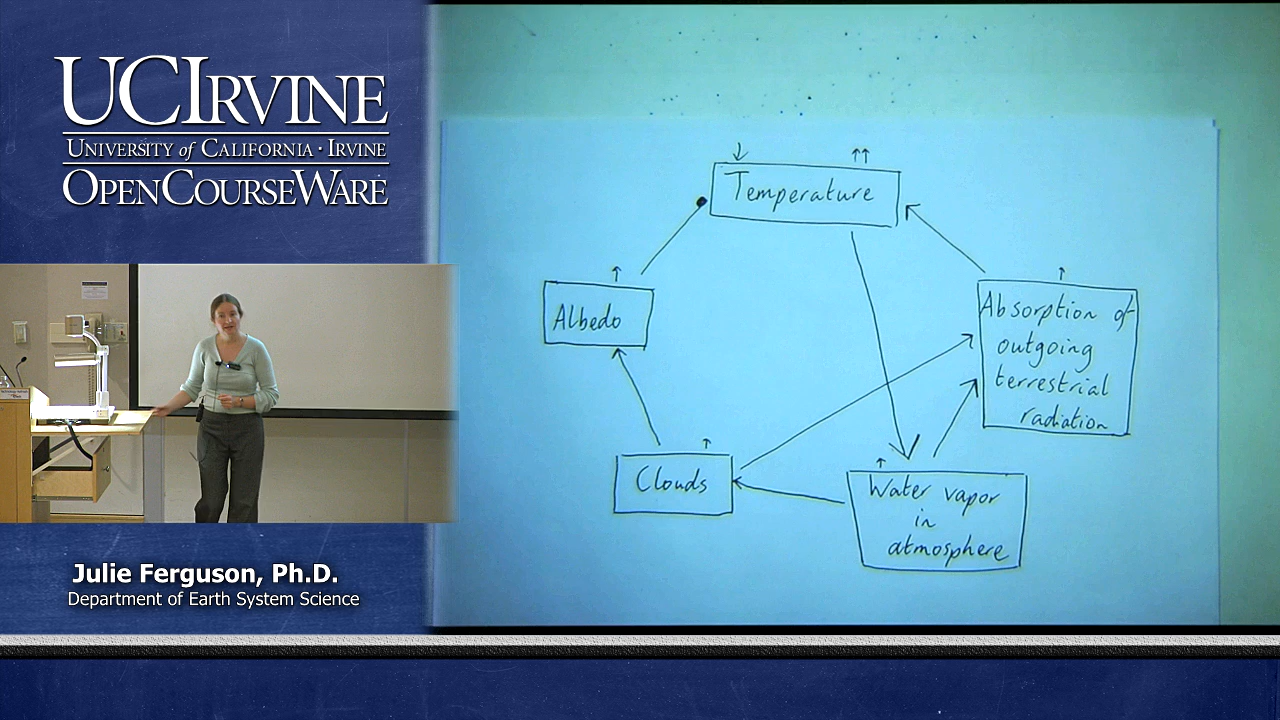 UCIRVINE
UNIVERSITY of CALIFORNIA · IRVINE
OPENCOURSEWARE
Julie Ferguson, Ph.D.
Department of Earth System Science
↓ ↑↑
Temperature
↑
Albedo
↑
Absorption of
outgoing
terrestrial
radiation
↑
Clouds
↑
Water vapor
in
atmosphere